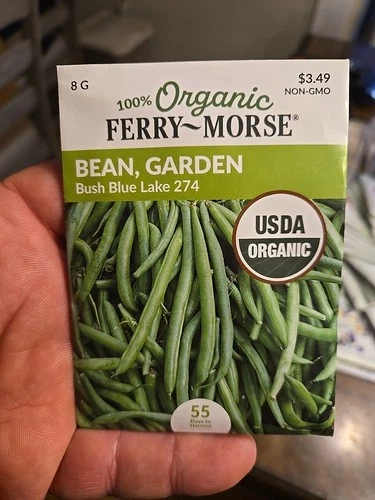 8 G
$3.49
NON-GMO
100% Organic
FERRY~MORSE®
BEAN, GARDEN
Bush Blue Lake 274
USDA
ORGANIC
55
Days to
Harvest